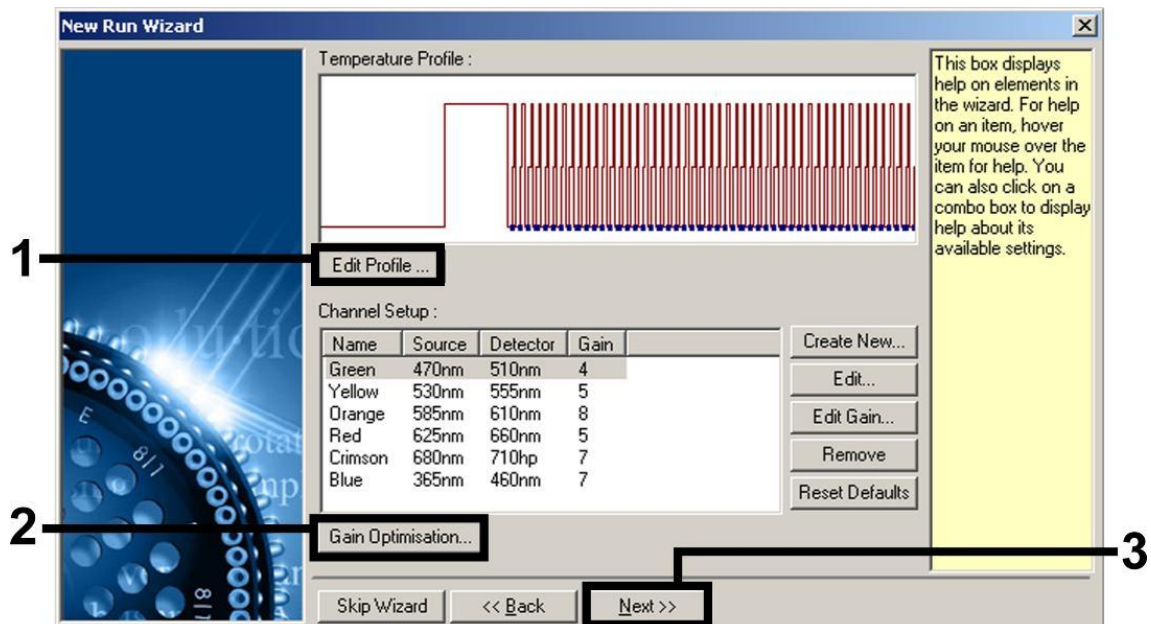 New Run Wizard
Temperature Profile :
This box displays
help on elements in
the wizard. For help
on an item, hover
your mouse over the
item for help. You
can also click on a
combo box to display
help about its
available settings.
1
Edit Profile ...
Channel Setup :
Name Source Detector Gain
Green 470nm 510nm 4
Yellow 530nm 555nm 5
Orange 585nm 610nm 8
Red 625nm 660nm 5
Crimson 680nm 710hp 7
Blue 365nm 460nm 7
Create New...
Edit...
Edit Gain...
Remove
Reset Defaults
2
Gain Optimisation...
3
Skip Wizard
<< Back
Next >>
E
8/1
8/1